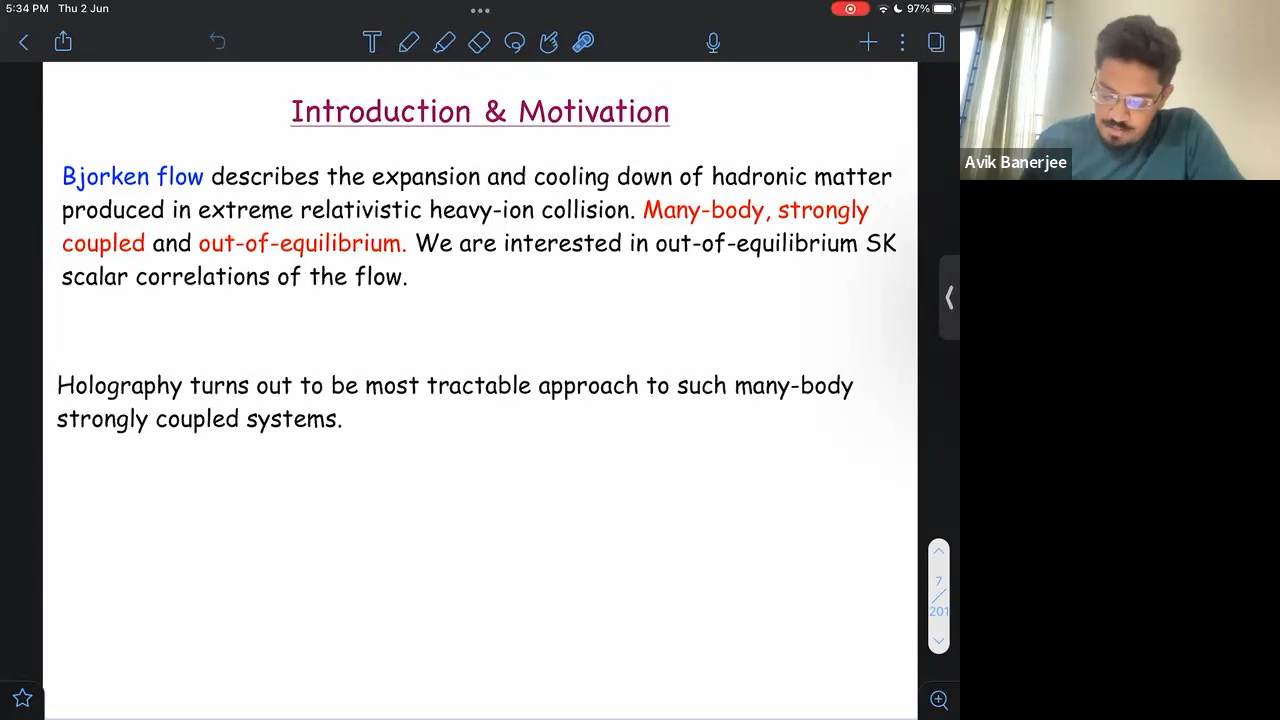 5:34 PM Thu 2 Jun
97%
Introduction & Motivation
Bjorken flow describes the expansion and cooling down of hadronic matter
produced in extreme relativistic heavy-ion collision. Many-body, strongly
coupled and out-of-equilibrium. We are interested in out-of-equilibrium SK
scalar correlations of the flow.
Holography turns out to be most tractable approach to such many-body
strongly coupled systems.
7
201
Avik Banerjee